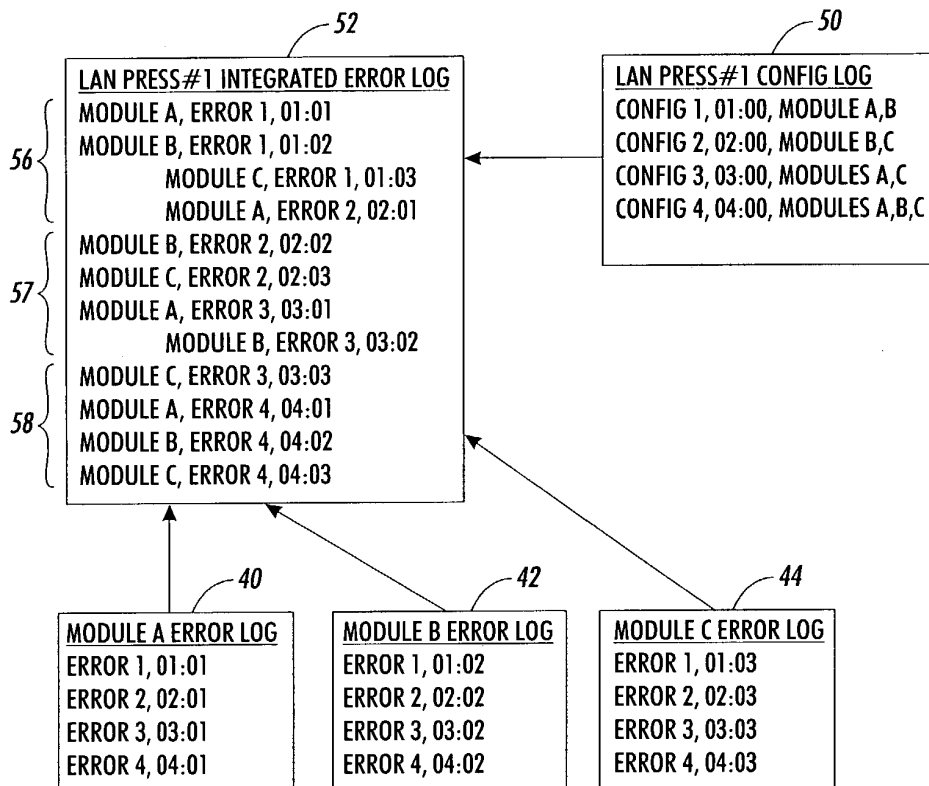 52
LAN PRESS#1 INTEGRATED ERROR LOG
MODULE A, ERROR 1, 01:01
MODULE B, ERROR 1, 01:02
MODULE C, ERROR 1, 01:03
MODULE A, ERROR 2, 02:01
MODULE B, ERROR 2, 02:02
MODULE C, ERROR 2, 02:03
MODULE A, ERROR 3, 03:01
MODULE B, ERROR 3, 03:02
MODULE C, ERROR 3, 03:03
MODULE A, ERROR 4, 04:01
MODULE B, ERROR 4, 04:02
MODULE C, ERROR 4, 04:03
56
57
58
50
LAN PRESS#1 CONFIG LOG
CONFIG 1, 01:00, MODULE A,B
CONFIG 2, 02:00, MODULE B,C
CONFIG 3, 03:00, MODULES A,C
CONFIG 4, 04:00, MODULES A,B,C
40
MODULE A ERROR LOG
ERROR 1, 01:01
ERROR 2, 02:01
ERROR 3, 03:01
ERROR 4, 04:01
42
MODULE B ERROR LOG
ERROR 1, 01:02
ERROR 2, 02:02
ERROR 3, 03:02
ERROR 4, 04:02
44
MODULE C ERROR LOG
ERROR 1, 01:03
ERROR 2, 02:03
ERROR 3, 03:03
ERROR 4, 04:03